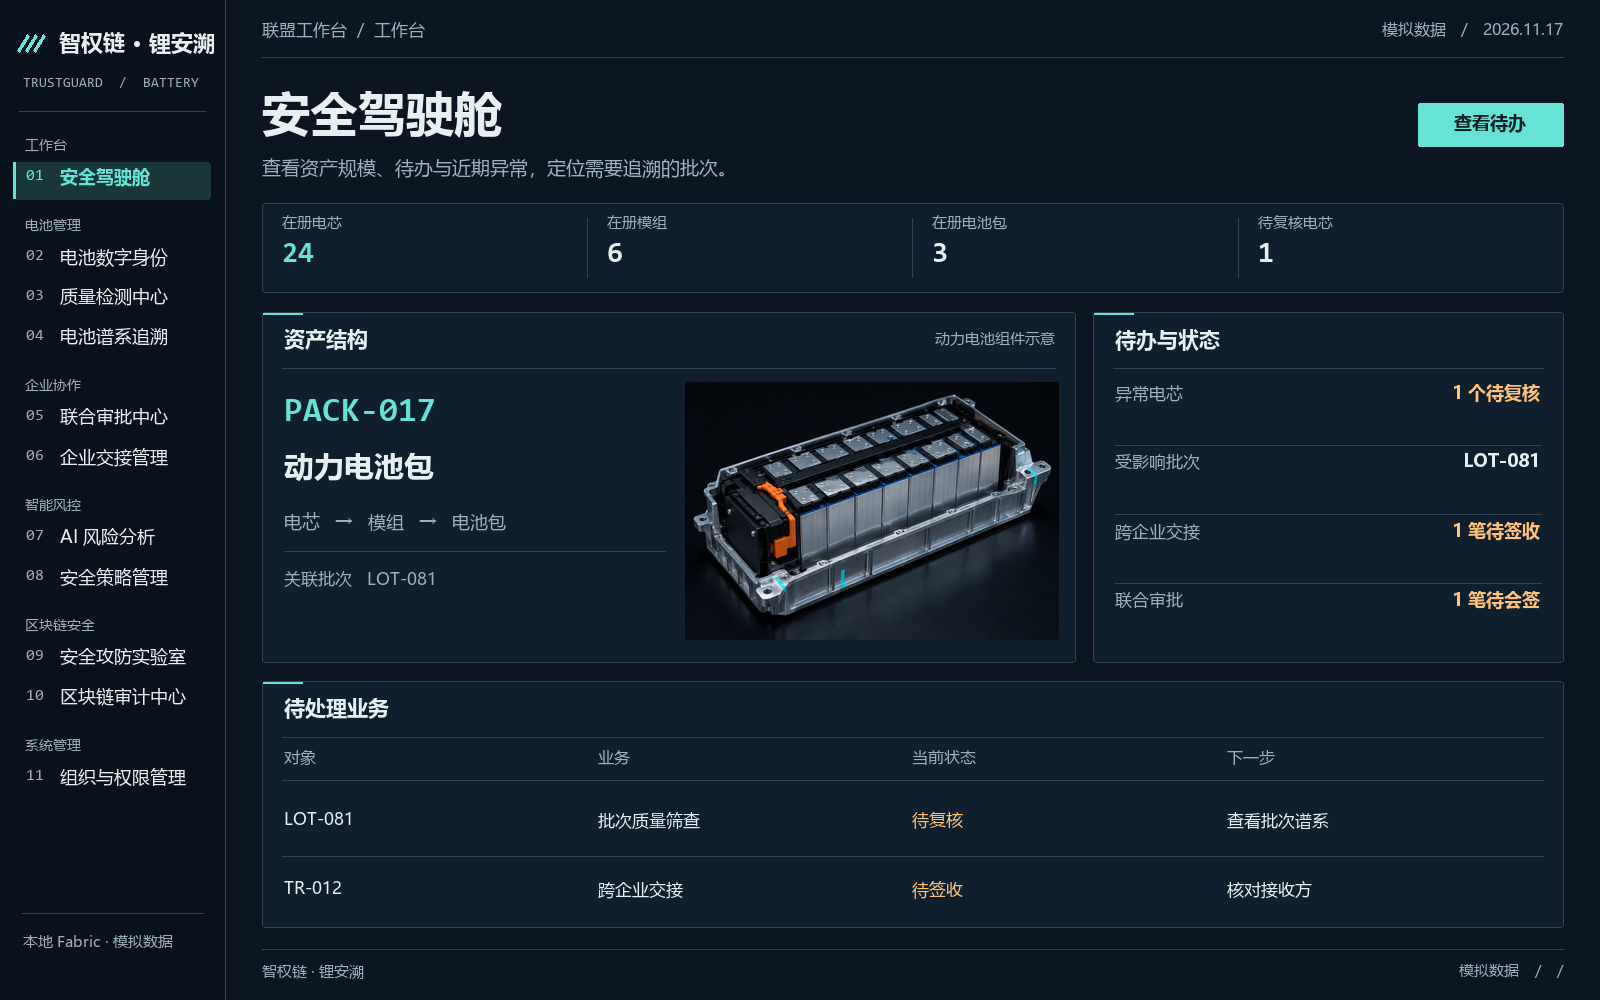 智权链·锂安溯
TRUSTGUARD / BATTERY
工作台
01 安全驾驶舱
电池管理
02 电池数字身份
03 质量检测中心
04 电池谱系追溯
企业协作
05 联合审批中心
06 企业交接管理
智能风控
07 AI 风险分析
08 安全策略管理
区块链安全
09 安全攻防实验室
10 区块链审计中心
系统管理
11 组织与权限管理
本地 Fabric · 模拟数据
联盟工作台 / 工作台
模拟数据 / 2026.11.17
安全驾驶舱
查看资产规模、待办与近期异常，定位需要追溯的批次。
查看待办
在册电芯
24
在册模组
6
在册电池包
3
待复核电芯
1
资产结构
动力电池组件示意
PACK-017
动力电池包
电芯 → 模组 → 电池包
关联批次 LOT-081
待办与状态
异常电芯 1 个待复核
受影响批次 LOT-081
跨企业交接 1 笔待签收
联合审批 1 笔待会签
待处理业务
对象 业务 当前状态 下一步
LOT-081 批次质量筛查 待复核 查看批次谱系
TR-012 跨企业交接 待签收 核对接收方
智权链 · 锂安溯
模拟数据 / /